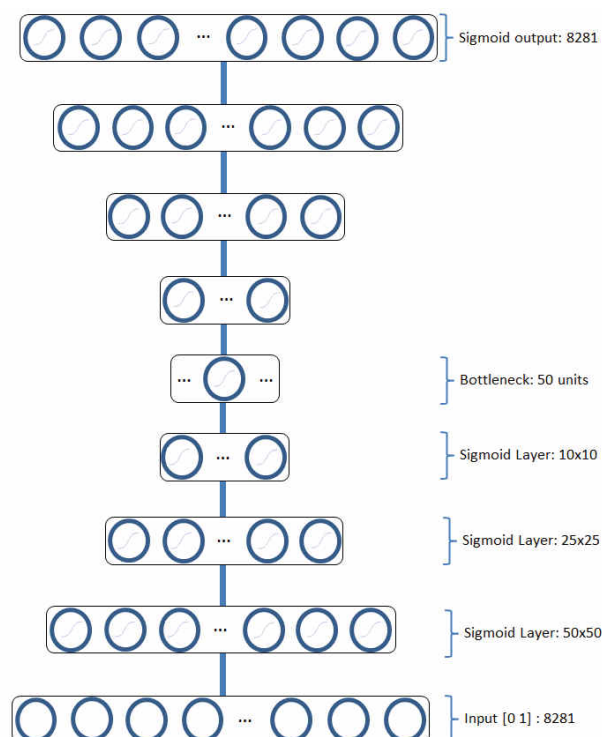 ... Sigmoid output: 8281
...
...
...
... ... Bottleneck: 50 units
... Sigmoid Layer: 10x10
... Sigmoid Layer: 25x25
... Sigmoid Layer: 50x50
... Input [0 1] : 8281